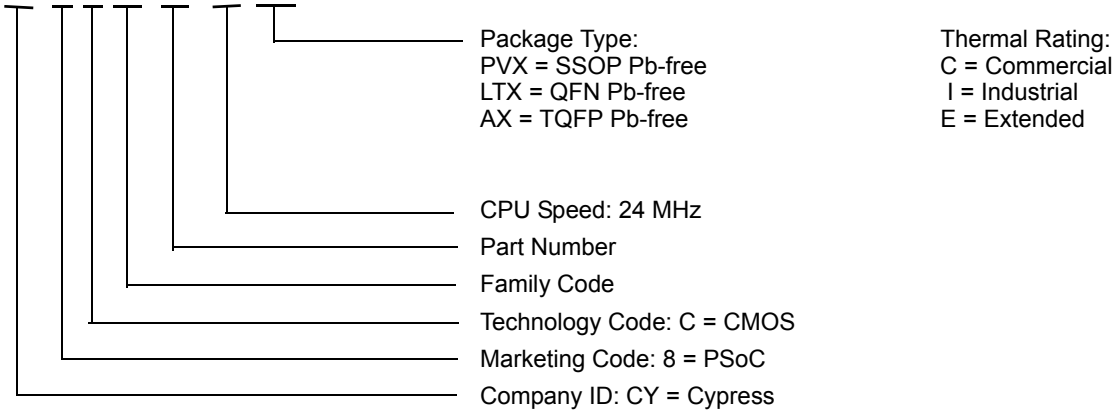 Package Type:
PVX = SSOP Pb-free
LTX = QFN Pb-free
AX = TQFP Pb-free
Thermal Rating:
C = Commercial
I = Industrial
E = Extended
CPU Speed: 24 MHz
Part Number
Family Code
Technology Code: C = CMOS
Marketing Code: 8 = PSoC
Company ID: CY = Cypress